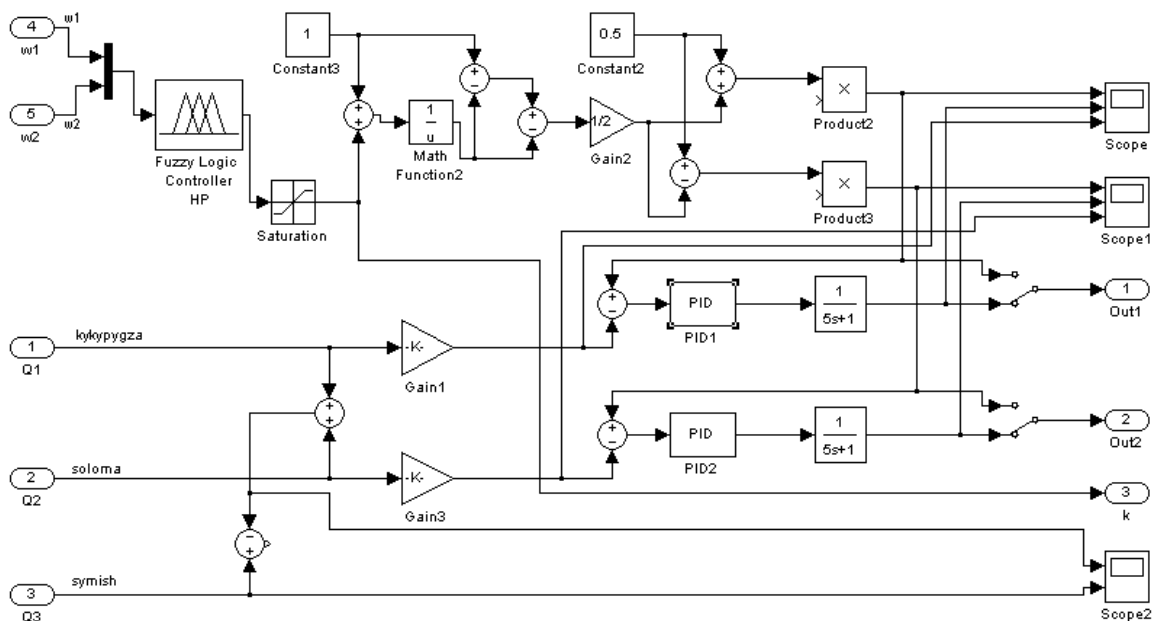 4
w1
w1
5
w2
w2
Fuzzy Logic
Controller
HP
Saturation
1
Constant3
+
+
+
−
1
u
Math
Function2
+
−
0.5
Constant2
1/2
Gain2
+
+
+
−
×
Product2
×
Product3
Scope
Scope1
1
Q1
kykypygza
-K-
Gain1
+
−
PID
PID1
1
5s+1
1
Out1
+
+
2
Q2
soloma
-K-
Gain3
+
−
PID
PID2
1
5s+1
2
Out2
3
k
−
+
3
Q3
symish
Scope2